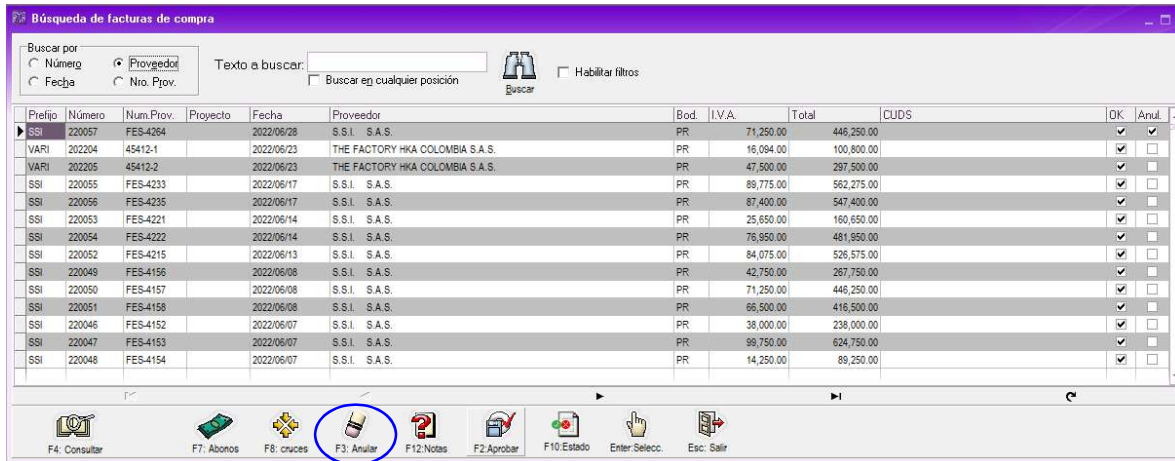 Búsqueda de facturas de compra
Buscar por
Número Proveedor Texto a buscar: Habilitar filtros
Fecha Nro. Prov. Buscar en cualquier posición Buscar
Prefijo Número Num.Prov. Proyecto Fecha Proveedor Bod. I.V.A. Total CUDS OK Anul.
SSI 220057 FES-4264 2022/06/28 S.S.I. S.A.S. PR 71,250.00 446,250.00
VARI 202204 45412-1 2022/06/23 THE FACTORY HKA COLOMBIA S.A.S. PR 16,094.00 100,800.00
VARI 202205 45412-2 2022/06/23 THE FACTORY HKA COLOMBIA S.A.S. PR 47,500.00 297,500.00
SSI 220055 FES-4233 2022/06/17 S.S.I. S.A.S. PR 89,775.00 562,275.00
SSI 220056 FES-4235 2022/06/17 S.S.I. S.A.S. PR 87,400.00 547,400.00
SSI 220053 FES-4221 2022/06/14 S.S.I. S.A.S. PR 25,650.00 160,650.00
SSI 220054 FES-4222 2022/06/14 S.S.I. S.A.S. PR 76,950.00 481,950.00
SSI 220052 FES-4215 2022/06/13 S.S.I. S.A.S. PR 84,075.00 526,575.00
SSI 220049 FES-4156 2022/06/08 S.S.I. S.A.S. PR 42,750.00 267,750.00
SSI 220050 FES-4157 2022/06/08 S.S.I. S.A.S. PR 71,250.00 446,250.00
SSI 220051 FES-4158 2022/06/08 S.S.I. S.A.S. PR 66,500.00 416,500.00
SSI 220046 FES-4152 2022/06/07 S.S.I. S.A.S. PR 38,000.00 238,000.00
SSI 220047 FES-4153 2022/06/07 S.S.I. S.A.S. PR 99,750.00 624,750.00
SSI 220048 FES-4154 2022/06/07 S.S.I. S.A.S. PR 14,250.00 89,250.00
F4: Consultar F7: Abonos F8: cruces F3: Anular F12:Notas F2:Aprobar F10:Estado Enter:Selecc. Esc: Salir